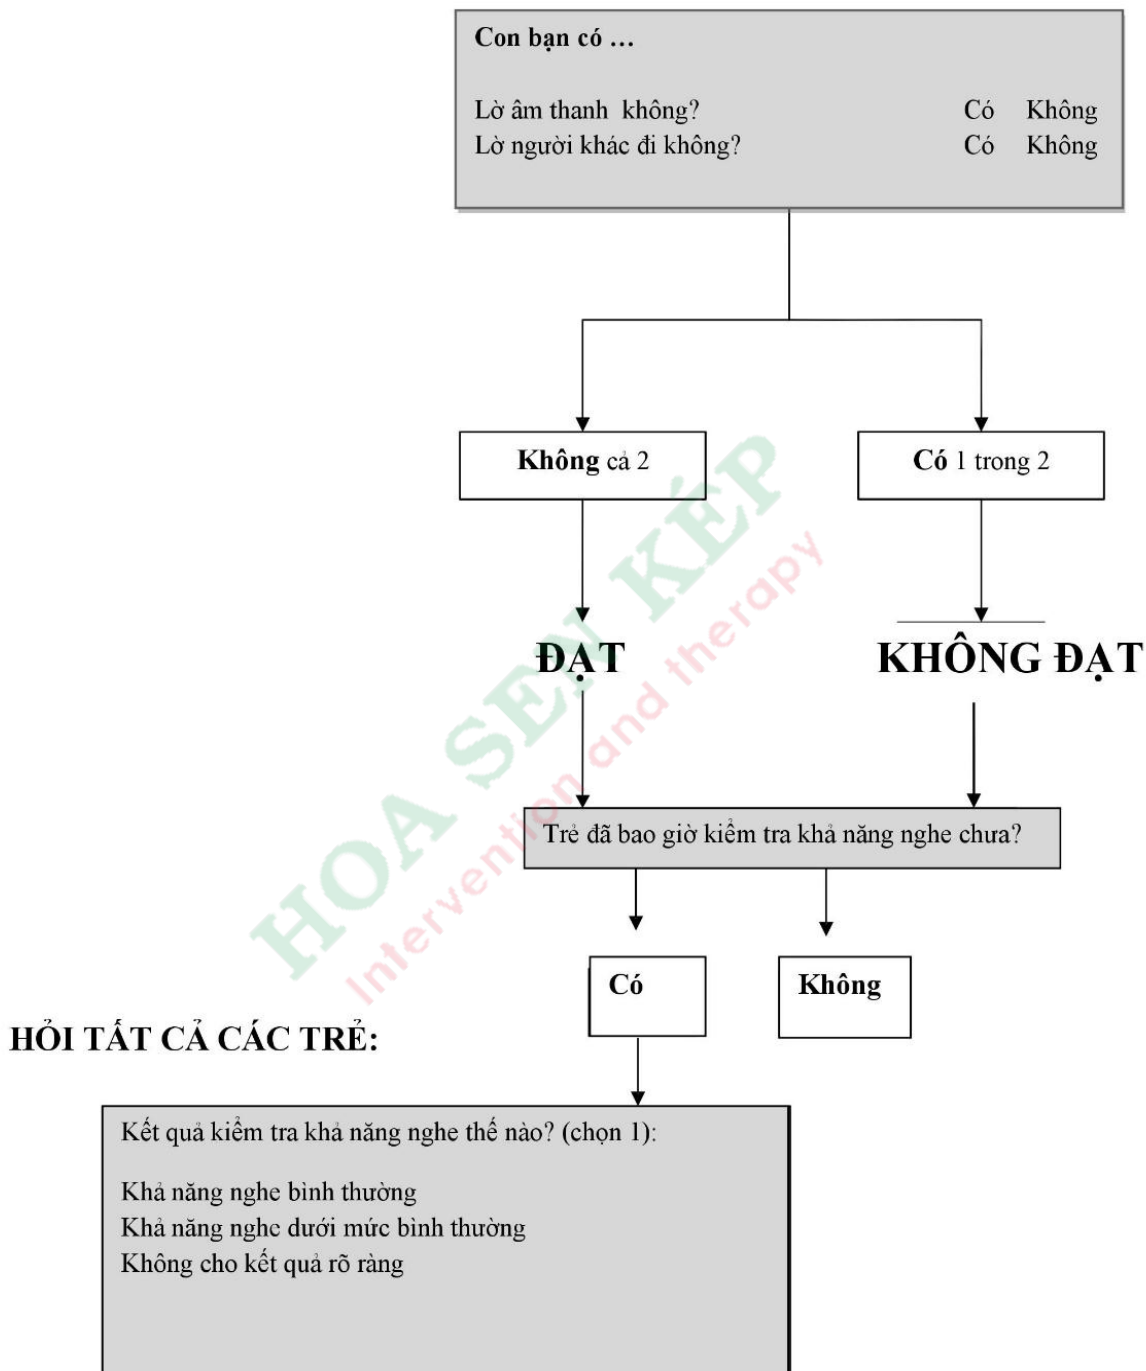 Con bạn có ...
Lờ âm thanh không? Có Không
Lờ người khác đi không? Có Không
Không cả 2
Có 1 trong 2
ĐẠT
KHÔNG ĐẠT
Trẻ đã bao giờ kiểm tra khả năng nghe chưa?
Có
Không
HỎI TẤT CẢ CÁC TRẺ:
Kết quả kiểm tra khả năng nghe thế nào? (chọn 1):
Khả năng nghe bình thường
Khả năng nghe dưới mức bình thường
Không cho kết quả rõ ràng
HOA SEN KÉP
Intervention and therapy